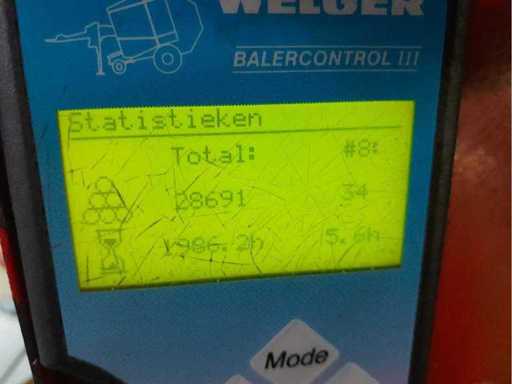 WELGER
BALERCONTROL III
Statistieken
Total: #8:
28691 34
1986.2h 5.6h
Mode